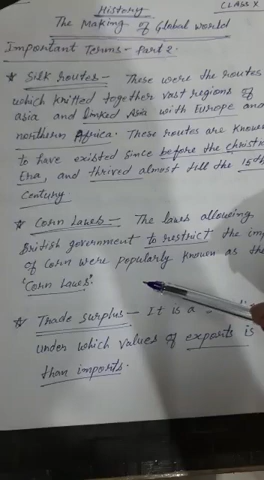 History
CLASS X
The Making of Global world
Important Terms - Part 2.
* Silk Routes - These were the routes
which knitted together vast regions of
asia and linked Asia with Europe and
northern Africa. These routes are known
to have existed since before the christia
Era, and thrived almost till the 15th
century
* Corn Laws - The laws allowing
British government to restrict the im
of Corn were popularly known as the
"Corn Laws".
* Trade Surplus - It is a
under which values of exports is
than imports.